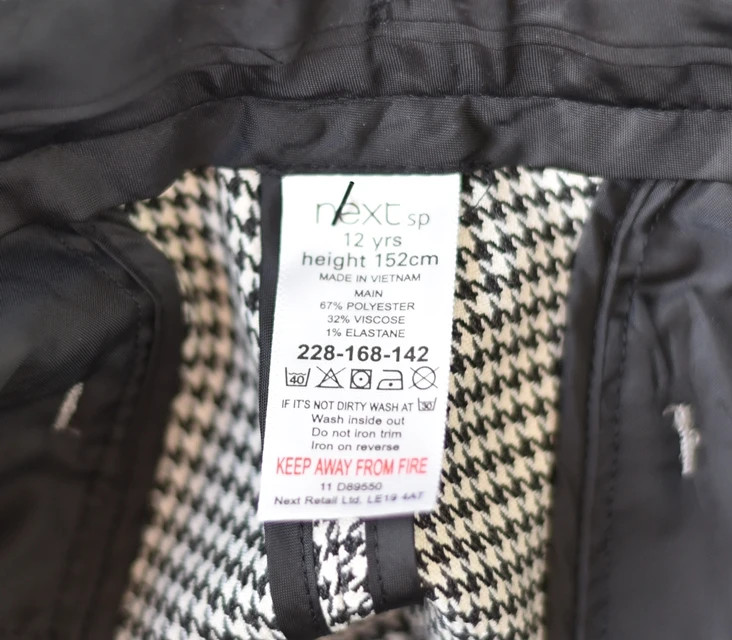 next sp
12 yrs
height 152cm
MADE IN VIETNAM
MAIN
67% POLYESTER
32% VISCOSE
1% ELASTANE
228-168-142
40
IF IT'S NOT DIRTY WASH AT 30
Wash inside out
Do not iron trim
Iron on reverse
KEEP AWAY FROM FIRE
11 D89550
Next Retail Ltd, LE19 4AT